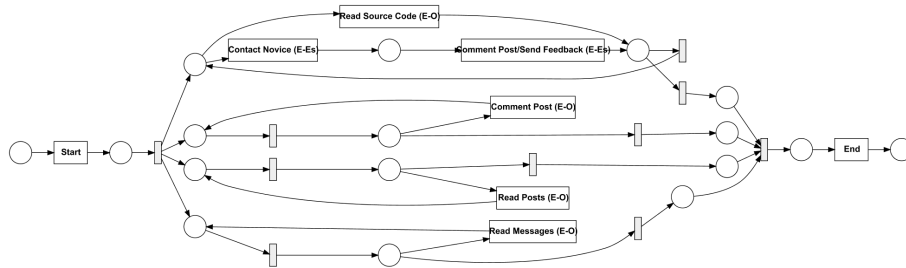 Read Source Code (E-O)
Contact Novice (E-Es)
Comment Post/Send Feedback (E-Es)
Comment Post (E-O)
Start
End
Read Posts (E-O)
Read Messages (E-O)